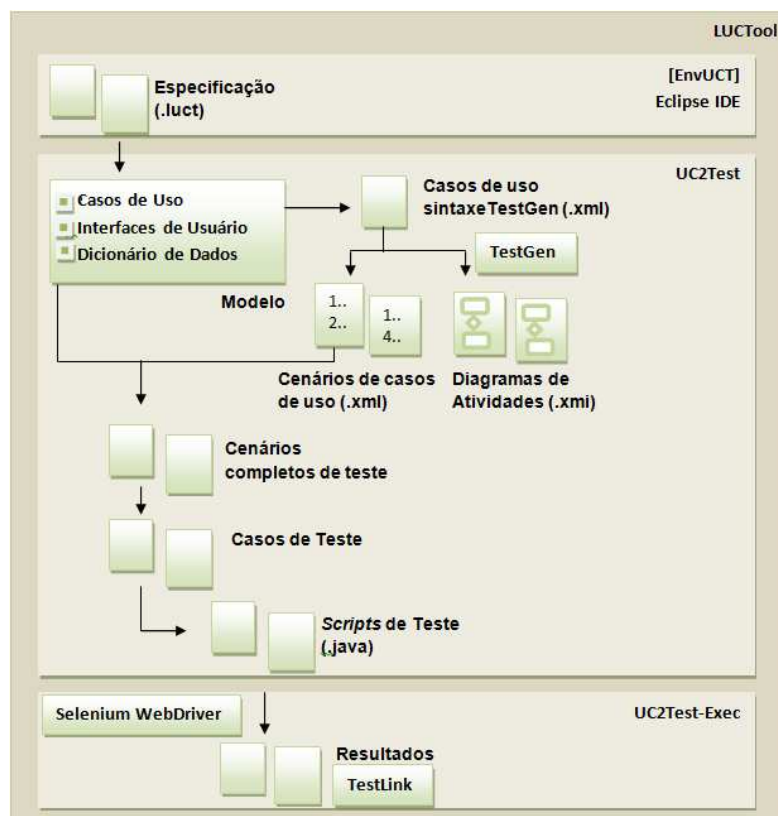 LUCTool
[EnvUCT]
Eclipse IDE
Especificação
(.luct)
UC2Test
Casos de Uso
Interfaces de Usuário
Dicionário de Dados
Modelo
Casos de uso
sintaxeTestGen (.xml)
TestGen
1..
2..
1..
4..
Cenários de casos
de uso (.xml)
Diagramas de
Atividades (.xmi)
Cenários
completos de teste
Casos de Teste
Scripts de Teste
(.java)
Selenium WebDriver
UC2Test-Exec
Resultados
TestLink